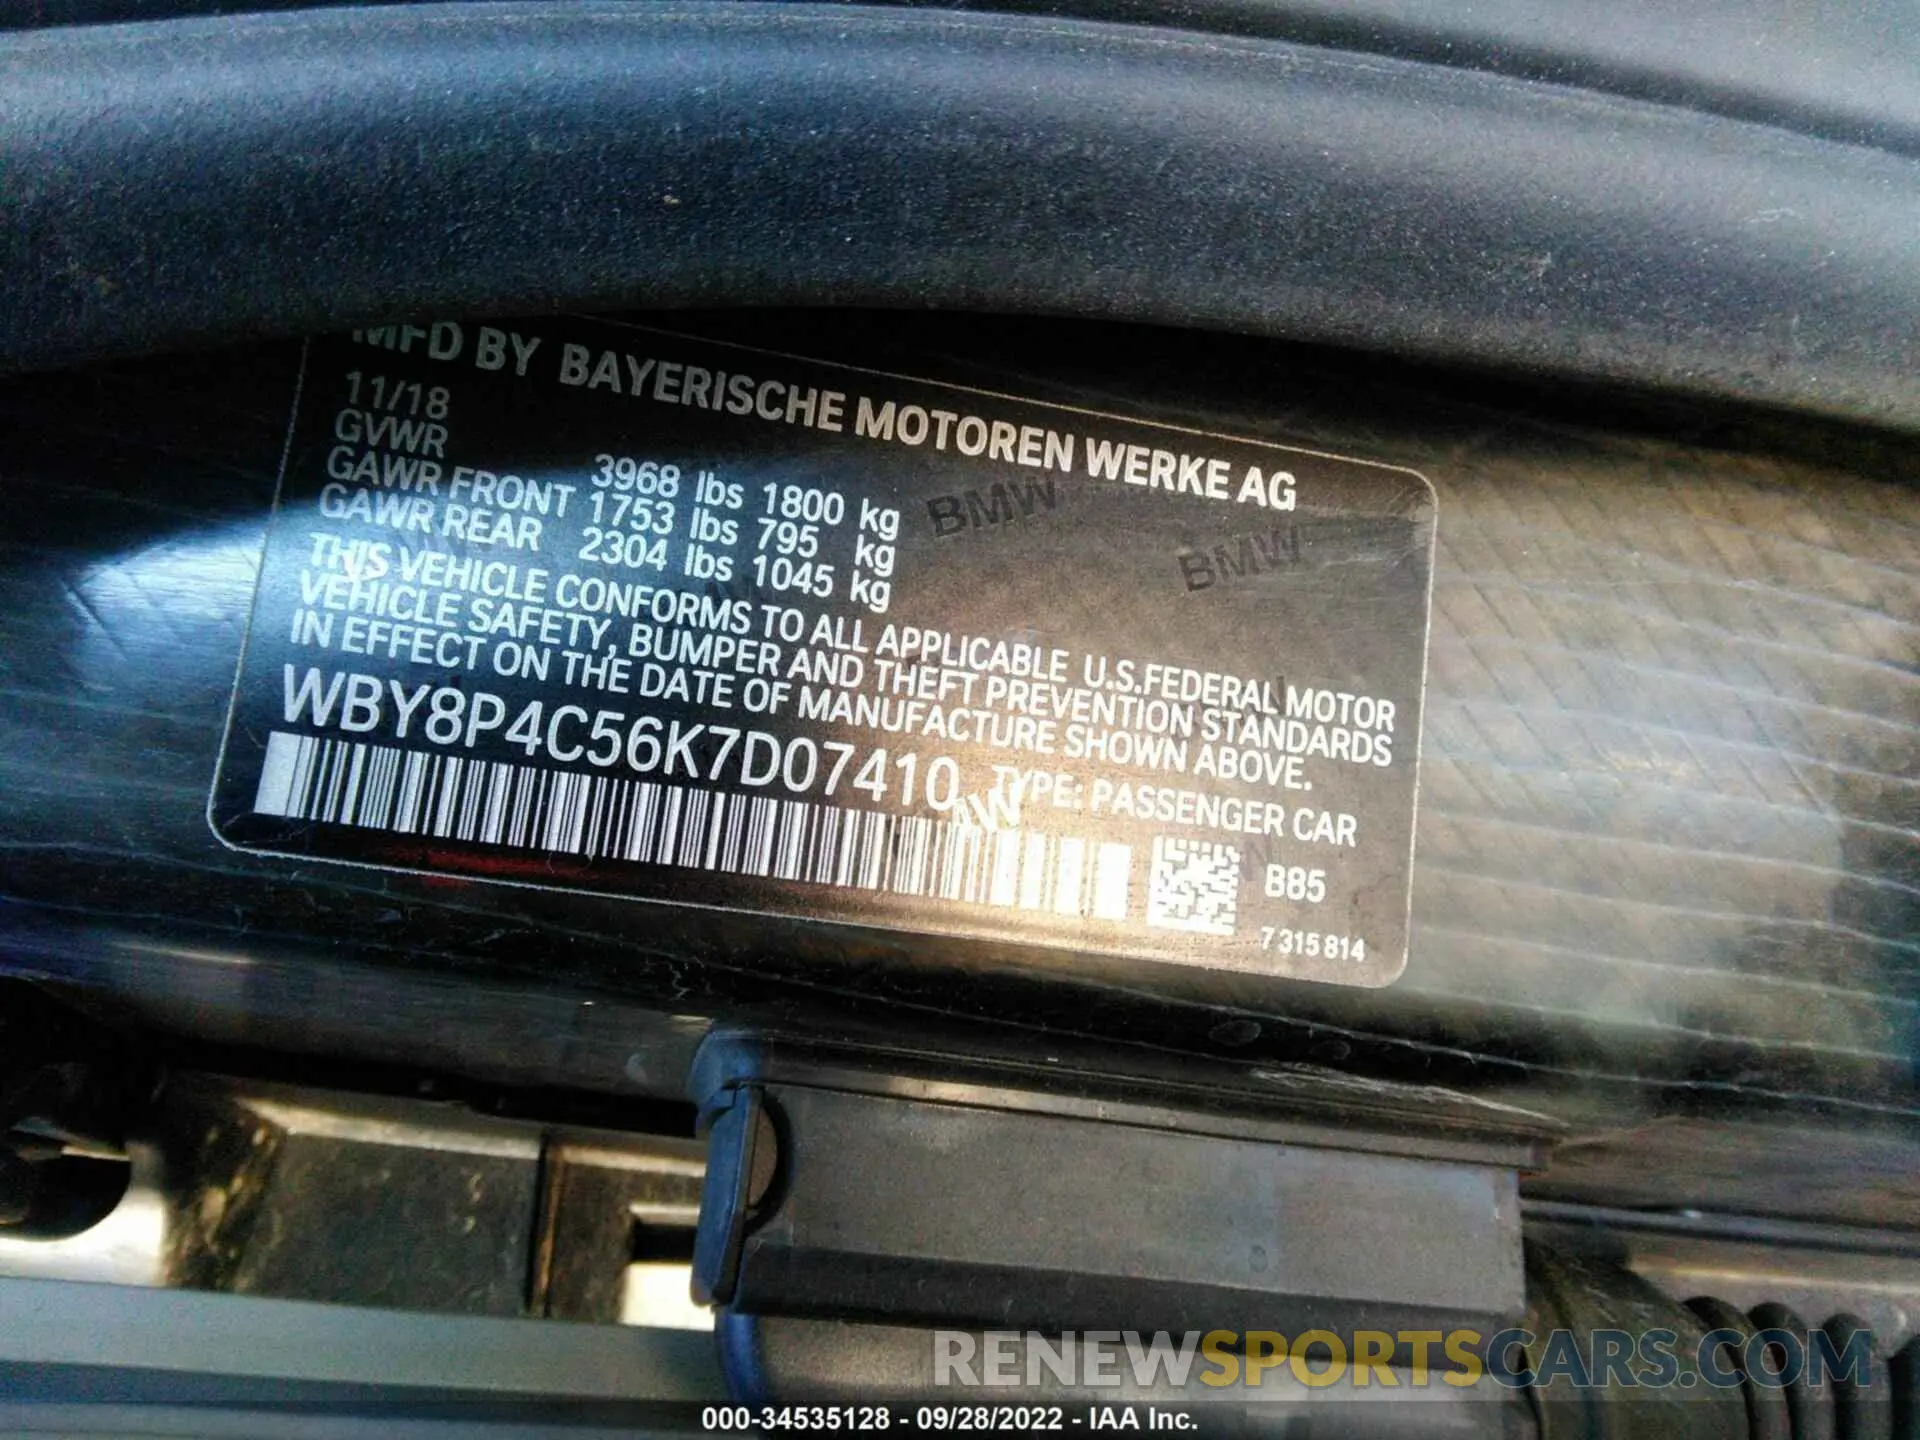 MFD BY BAYERISCHE MOTOREN WERKE AG
11/18
GVWR 3968 lbs 1800 kg
GAWR FRONT 1753 lbs 795 kg
GAWR REAR 2304 lbs 1045 kg
THIS VEHICLE CONFORMS TO ALL APPLICABLE U.S.FEDERAL MOTOR
VEHICLE SAFETY, BUMPER AND THEFT PREVENTION STANDARDS
IN EFFECT ON THE DATE OF MANUFACTURE SHOWN ABOVE.
WBY8P4C56K7D07410 TYPE: PASSENGER CAR
B85
7 315 814
BMW
BMW
RENEWSPORTSCARS.COM
000-34535128 - 09/28/2022 - IAA Inc.